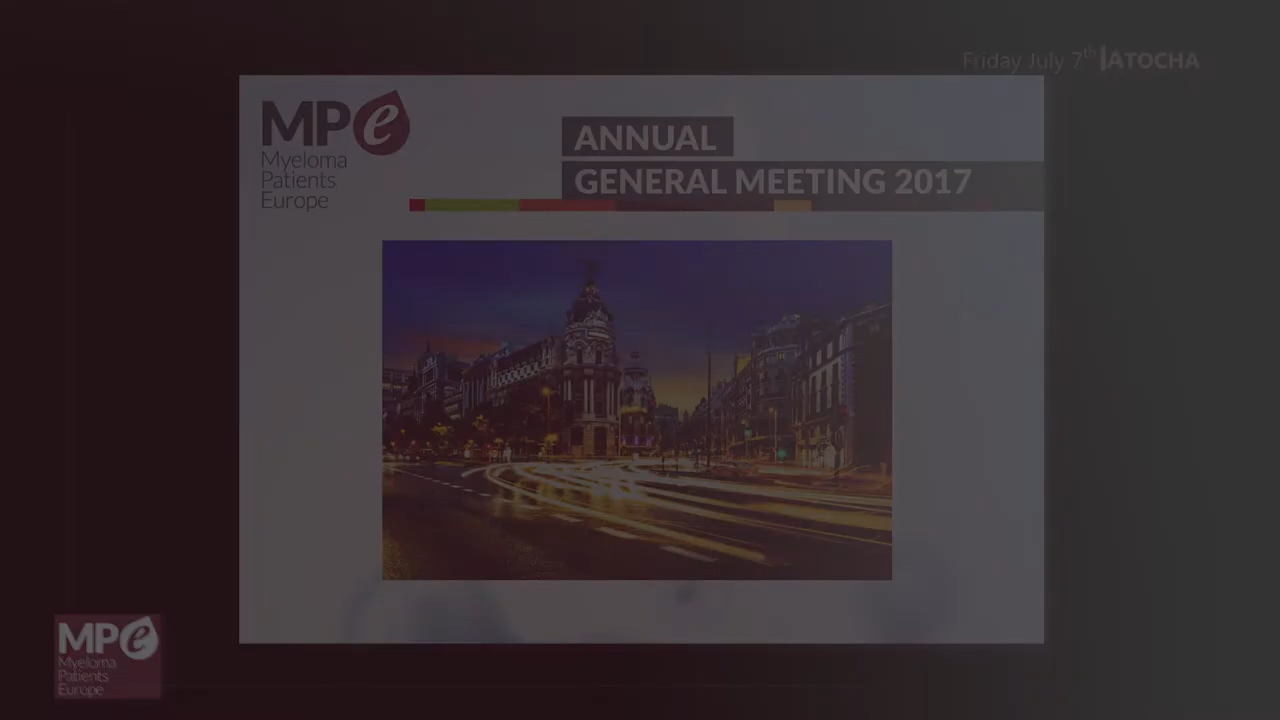 Friday July 7th | ATOCHA
MPe
Myeloma
Patients
Europe
ANNUAL
GENERAL MEETING 2017
MPe
Myeloma
Patients
Europe